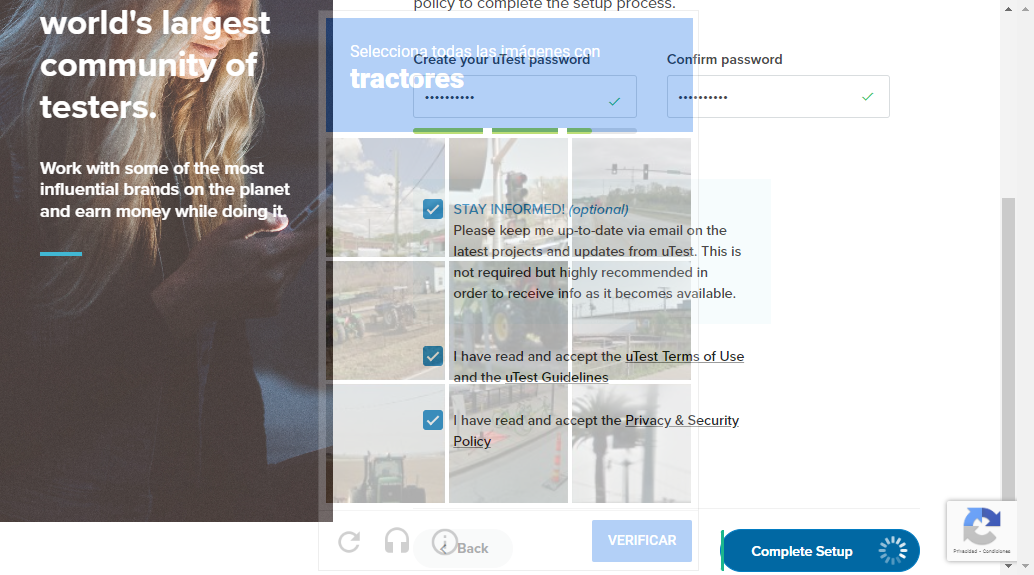 world's largest
community of
testers.
Work with some of the most
influential brands on the planet
and earn money while doing it.
policy to complete the setup process.
Selecciona todas las imágenes con
tractores
Create your uTest password
Confirm password
••••••••••
••••••••••
STAY INFORMED! (optional)
Please keep me up-to-date via email on the
latest projects and updates from uTest. This is
not required but highly recommended in
order to receive info as it becomes available.
I have read and accept the uTest Terms of Use
and the uTest Guidelines
I have read and accept the Privacy & Security
Policy
VERIFICAR
Back
Complete Setup
Privacidad - Condiciones